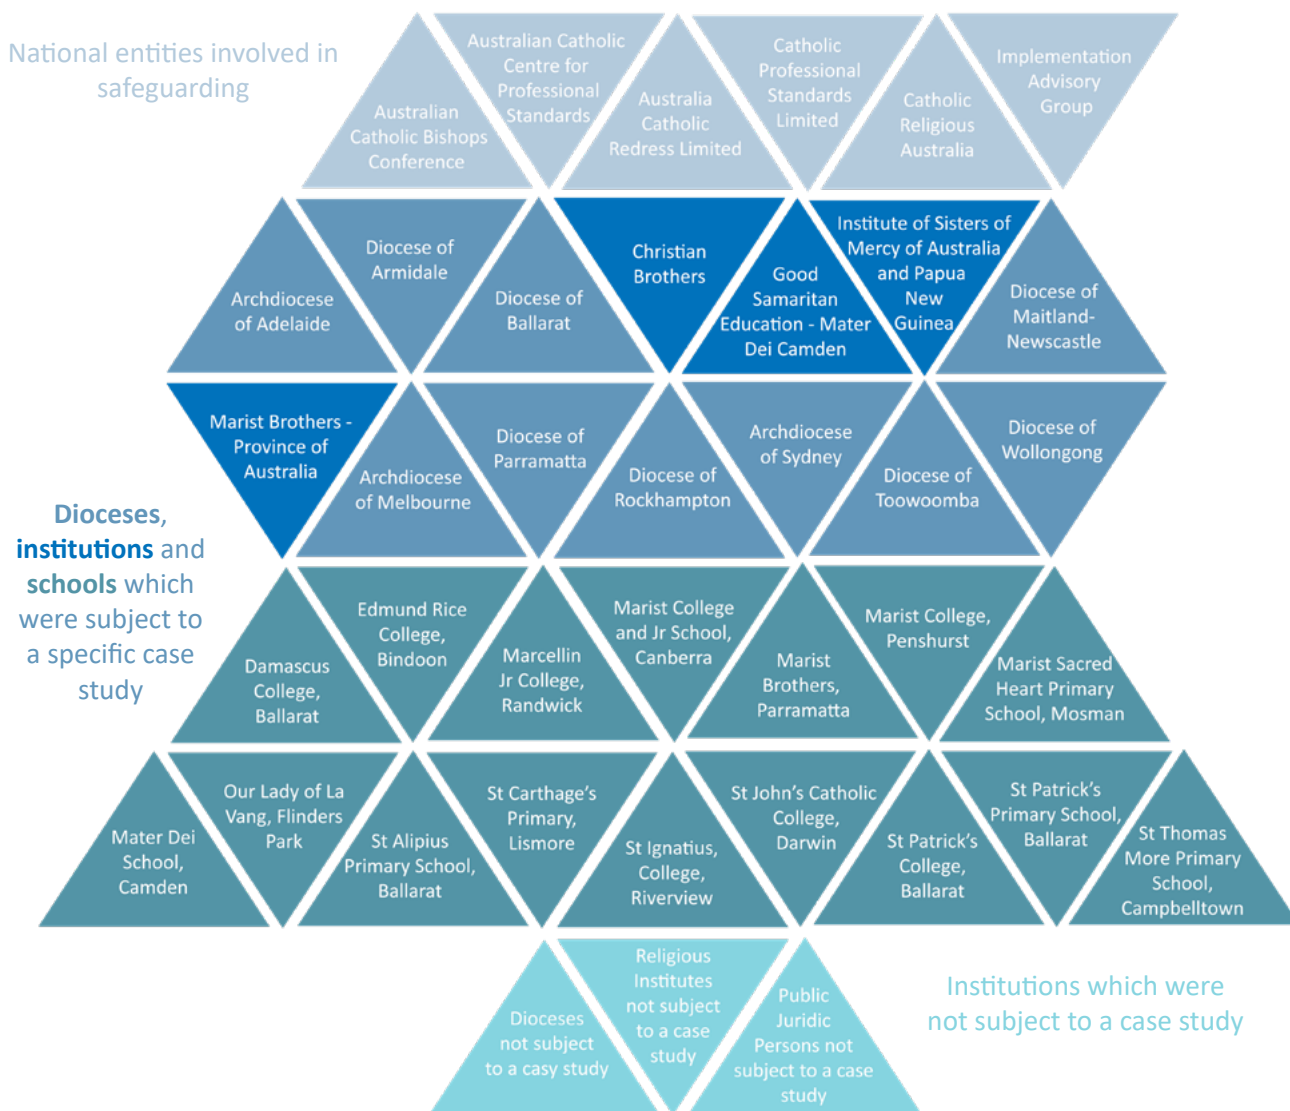 National entities involved in
safeguarding
Australian
Catholic Bishops
Conference
Australian Catholic
Centre for
Professional
Standards
Australia
Catholic
Redress Limited
Catholic
Professional
Standards
Limited
Catholic
Religious
Australia
Implementation
Advisory
Group
Archdiocese
of Adelaide
Diocese of
Armidale
Diocese of
Ballarat
Christian
Brothers
Good
Samaritan
Education - Mater
Dei Camden
Institute of Sisters of
Mercy of Australia
and Papua
New
Guinea
Diocese of
Maitland-
Newscastle
Marist Brothers -
Province of
Australia
Archdiocese
of Melbourne
Diocese of
Parramatta
Diocese of
Rockhampton
Archdiocese
of Sydney
Diocese of
Toowoomba
Diocese of
Wollongong
Dioceses,
institutions and
schools which
were subject to
a specific case
study
Damascus
College,
Ballarat
Edmund Rice
College,
Bindoon
Marcellin
Jr College,
Randwick
Marist College
and Jr School,
Canberra
Marist
Brothers,
Parramatta
Marist College,
Penshurst
Marist Sacred
Heart Primary
School, Mosman
Mater Dei
School,
Camden
Our Lady of La
Vang, Flinders
Park
St Alipius
Primary School,
Ballarat
St Carthage's
Primary,
Lismore
St Ignatius,
College,
Riverview
St John's Catholic
College,
Darwin
St Patrick's
College,
Ballarat
St Patrick's
Primary School,
Ballarat
St Thomas
More Primary
School,
Campbelltown
Dioceses
not subject
to a casy study
Religious
Institutes
not subject
to a case
study
Public
Juridic
Persons not
subject to a case
study
Institutions which were
not subject to a case study